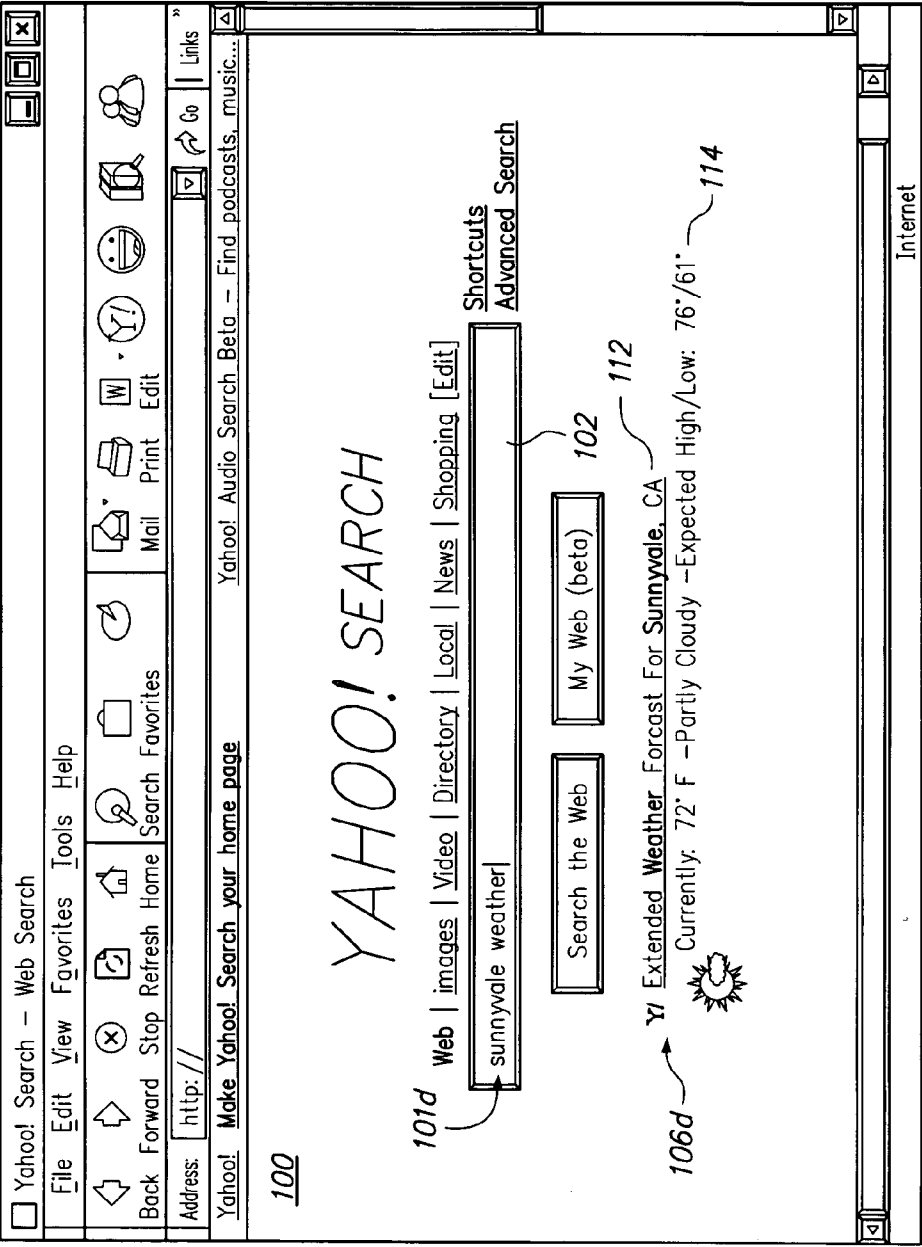 Yahoo! Search – Web Search
File Edit View Favorites Tools Help
Back Forward Stop Refresh Home Search Favorites Mail Print Edit
W Y!
Address: http:// Go Links »
Yahoo! Make Yahoo! Search your home page Yahoo! Audio Search Beta – Find podcasts, music...
100
YAHOO! SEARCH
101d
Web | images | Video | Directory | Local | News | Shopping [Edit]
Shortcuts
sunnyvale weather
Advanced Search
102
Search the Web My Web (beta)
112
106d
Y! Extended Weather Forcast For Sunnyvale, CA
Currently: 72° F –Partly Cloudy –Expected High/Low: 76°/61°
114
Internet